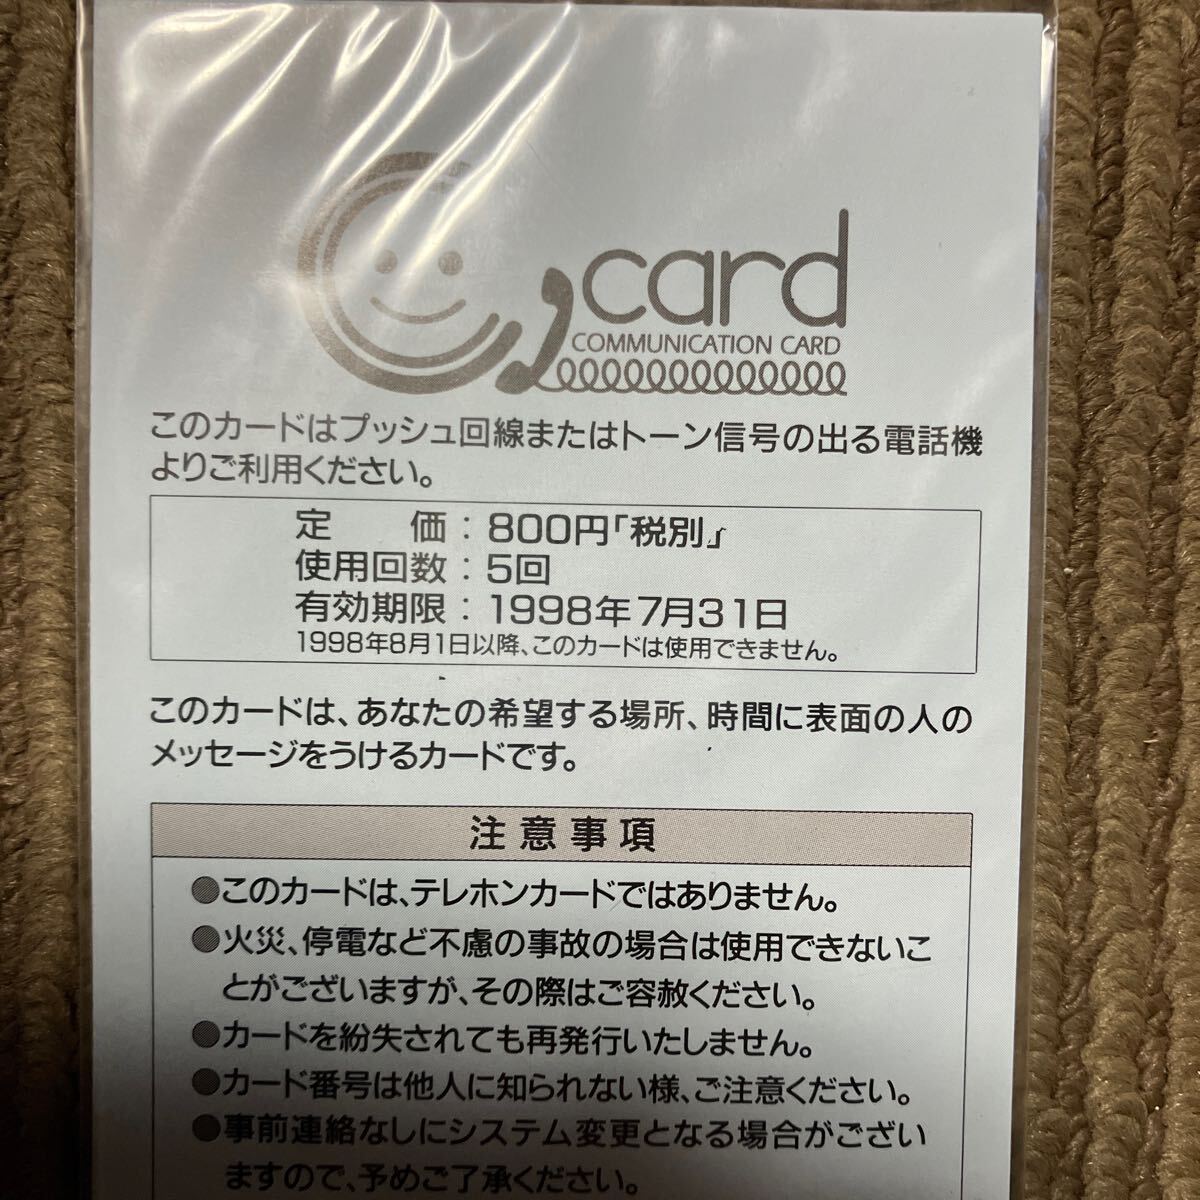 card
COMMUNICATION CARD
このカードはプッシュ回線またはトーン信号の出る電話機
よりご利用ください。
定　　価：800円「税別」
使用回数：5回
有効期限：1998年7月31日
1998年8月1日以降、このカードは使用できません。
このカードは、あなたの希望する場所、時間に表面の人の
メッセージをうけるカードです。
注意事項
●このカードは、テレホンカードではありません。
●火災、停電など不慮の事故の場合は使用できないこ
とがございますが、その際はご容赦ください。
●カードを紛失されても再発行いたしません。
●カード番号は他人に知られない様、ご注意ください。
●事前連絡なしにシステム変更となる場合がござい
ますので、予めご了承ください。